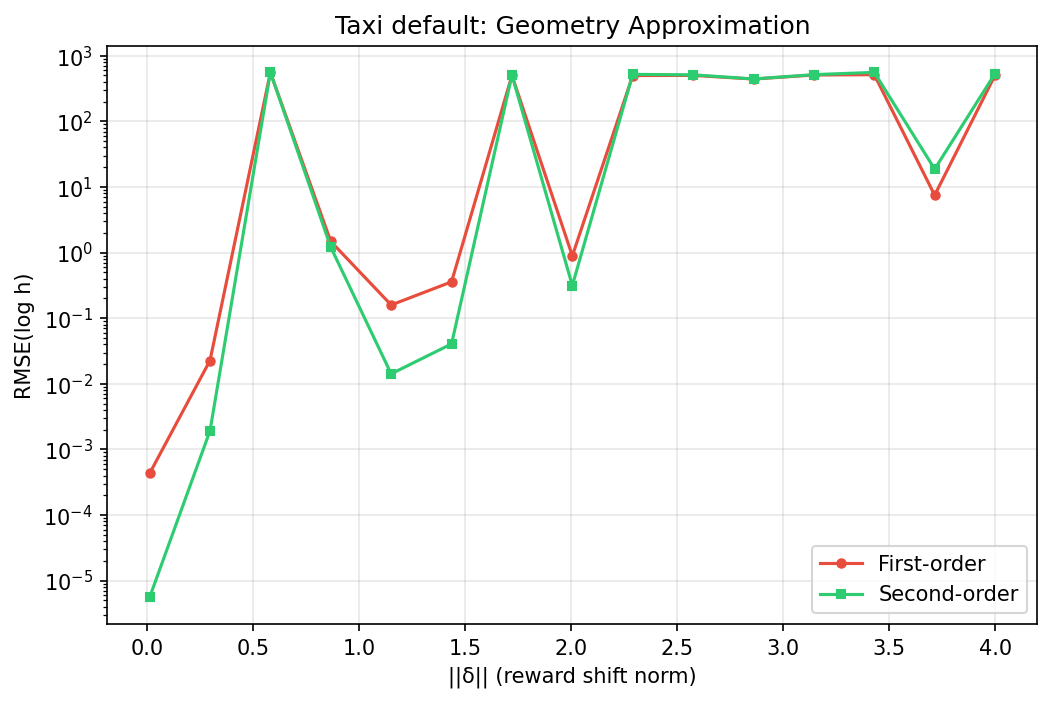 Taxi default: Geometry Approximation
RMSE(log h)
10³
10²
10¹
10⁰
10⁻¹
10⁻²
10⁻³
10⁻⁴
10⁻⁵
First-order
Second-order
0.0 0.5 1.0 1.5 2.0 2.5 3.0 3.5 4.0
||δ|| (reward shift norm)